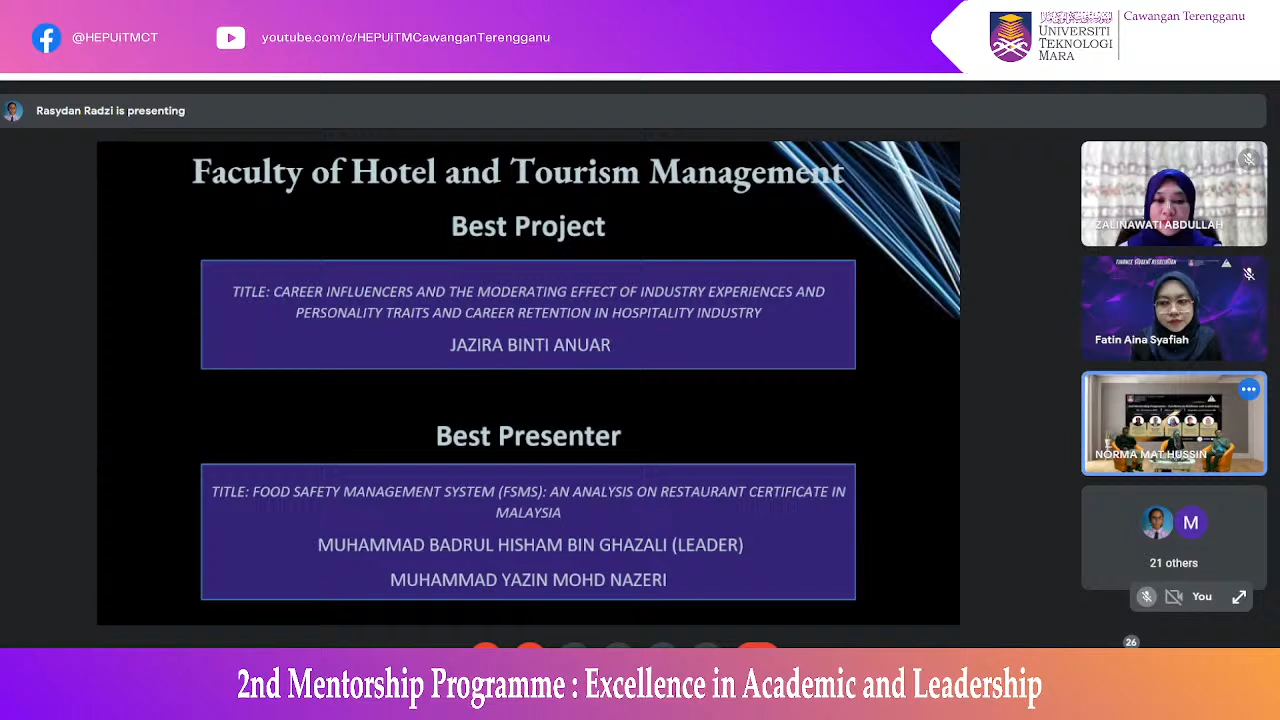 @HEPUiTMCT
youtube.com/c/HEPUiTMCawanganTerengganu
UNIVERSITI
TEKNOLOGI
MARA
Cawangan Terengganu
Rasydan Radzi is presenting
Faculty of Hotel and Tourism Management
Best Project
TITLE: CAREER INFLUENCERS AND THE MODERATING EFFECT OF INDUSTRY EXPERIENCES AND
PERSONALITY TRAITS AND CAREER RETENTION IN HOSPITALITY INDUSTRY
JAZIRA BINTI ANUAR
Best Presenter
TITLE: FOOD SAFETY MANAGEMENT SYSTEM (FSMS): AN ANALYSIS ON RESTAURANT CERTIFICATE IN
MALAYSIA
MUHAMMAD BADRUL HISHAM BIN GHAZALI (LEADER)
MUHAMMAD YAZIN MOHD NAZERI
ZALINAWATI ABDULLAH
FINANCE STUDENT ASSOCIATION
Fatin Aina Syafiah
NORMA MAT HUSSIN
M
21 others
You
26
2nd Mentorship Programme : Excellence in Academic and Leadership